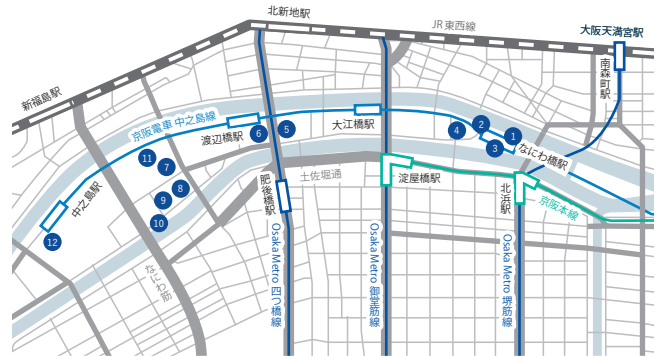 北新地駅
JR東西線
大阪天満宮駅
新福島駅
南森町駅
京阪電車 中之島線
渡辺橋駅
大江橋駅
なにわ橋駅
6
5
4
2
1
3
11
7
8
9
10
12
中之島駅
土佐堀通
肥後橋駅
淀屋橋駅
北浜駅
京阪本線
なにわ筋
Osaka Metro 四つ橋線
Osaka Metro 御堂筋線
Osaka Metro 堺筋線